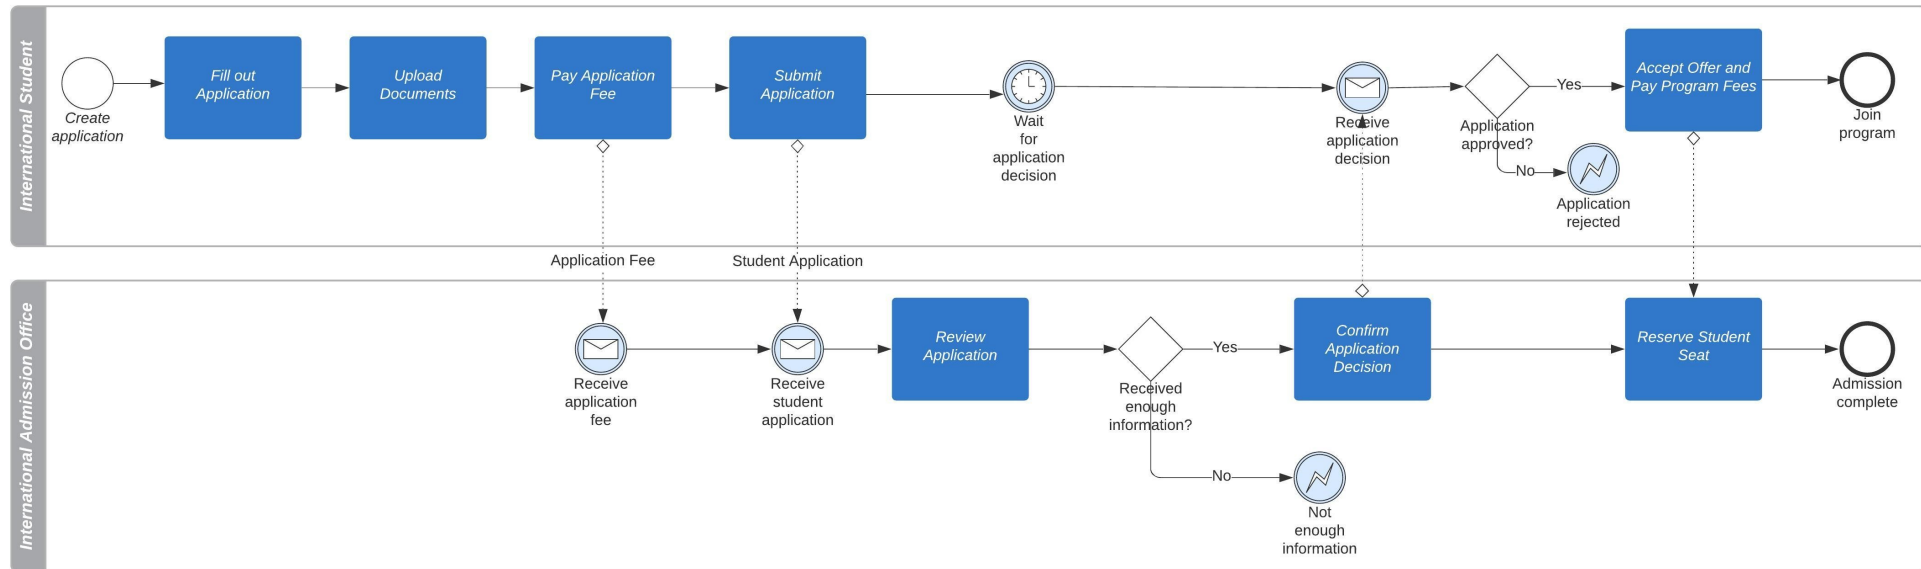 International Student
Create
application
Fill out
Application
Upload
Documents
Pay Application
Fee
Submit
Application
Wait
for
application
decision
Receive
application
decision
Application
approved?
Yes
No
Application
rejected
Accept Offer and
Pay Program Fees
Join
program
Application Fee
Student Application
International Admission Office
Receive
application
fee
Receive
student
application
Review
Application
Received
enough
information?
Yes
No
Not
enough
information
Confirm
Application
Decision
Reserve Student
Seat
Admission
complete